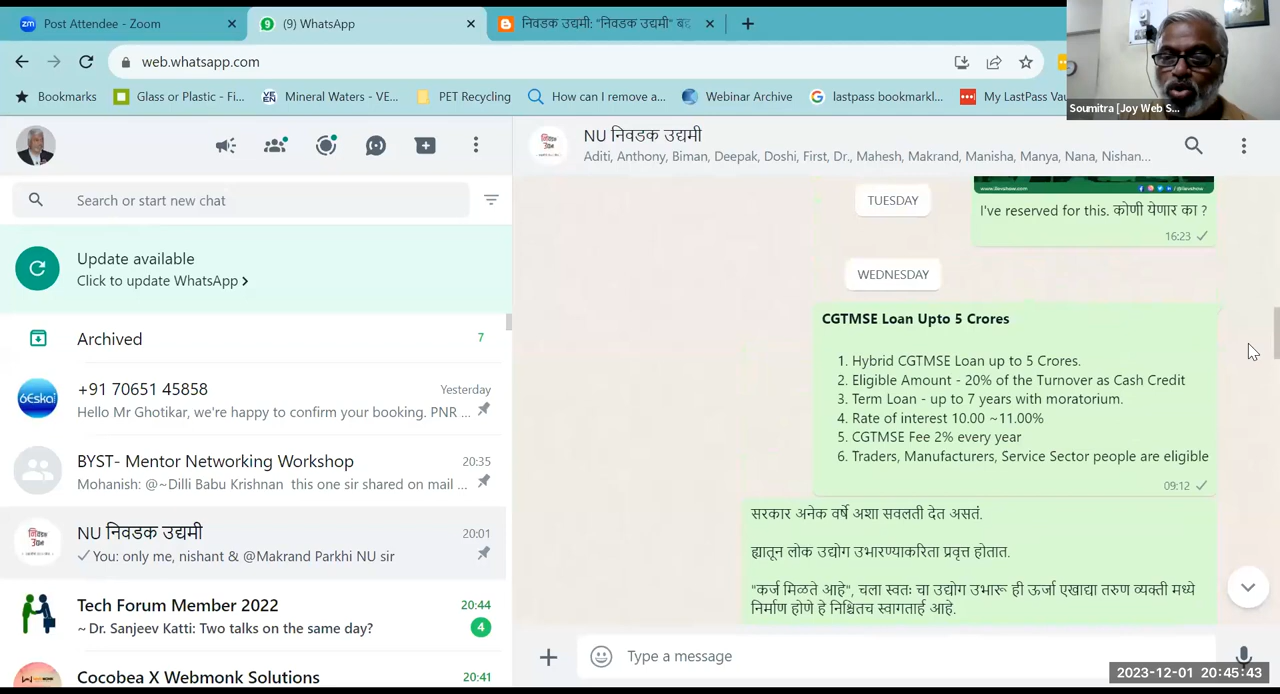 Post Attendee - Zoom
(9) WhatsApp
निवडक उद्यमी: "निवडक उद्यमी" बह
web.whatsapp.com
Bookmarks
Glass or Plastic - Fi...
Mineral Waters - VE...
PET Recycling
How can I remove a...
Webinar Archive
lastpass bookmarkl...
My LastPass Vau
Soumitra [Joy Web S...
NU निवडक उद्यमी
Aditi, Anthony, Biman, Deepak, Doshi, First, Dr., Mahesh, Makrand, Manisha, Manya, Nana, Nishan...
Search or start new chat
Update available
Click to update WhatsApp
Archived
7
+91 70651 45858
Yesterday
Hello Mr Ghotikar, we're happy to confirm your booking. PNR ...
BYST- Mentor Networking Workshop
20:35
Mohanish: @~Dilli Babu Krishnan this one sir shared on mail ...
NU निवडक उद्यमी
20:01
You: only me, nishant & @Makrand Parkhi NU sir
Tech Forum Member 2022
20:44
~ Dr. Sanjeev Katti: Two talks on the same day?
4
Cocobea X Webmonk Solutions
20:41
TUESDAY
I've reserved for this. कोणी येणार का ?
16:23
WEDNESDAY
CGTMSE Loan Upto 5 Crores
1. Hybrid CGTMSE Loan up to 5 Crores.
2. Eligible Amount - 20% of the Turnover as Cash Credit
3. Term Loan - up to 7 years with moratorium.
4. Rate of interest 10.00 ~11.00%
5. CGTMSE Fee 2% every year
6. Traders, Manufacturers, Service Sector people are eligible
09:12
सरकार अनेक वर्षे अशा सवलती देत असतं.
ह्यातून लोक उद्योग उभारण्याकरिता प्रवृत्त होतात.
"कर्ज मिळते आहे", चला स्वतः चा उद्योग उभारू ही ऊर्जा एखाद्या तरुण व्यक्ती मध्ये
निर्माण होणे हे निश्चितच स्वागतार्ह आहे.
Type a message
2023-12-01 20:45:43